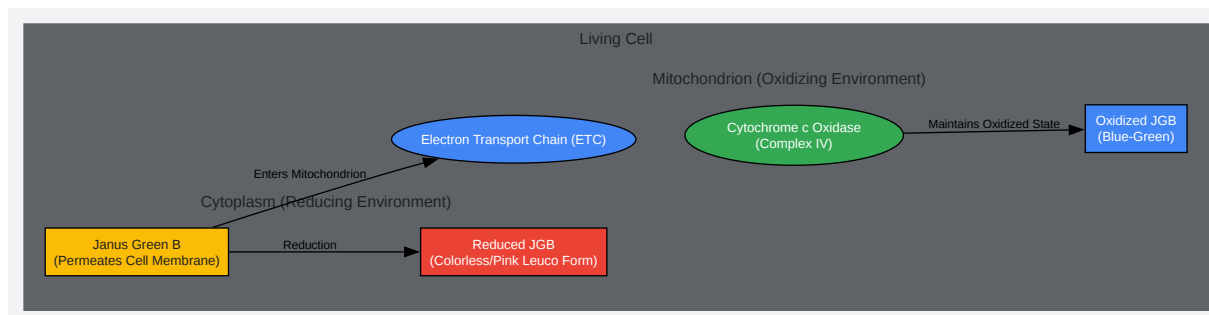 Living Cell
Mitochondrion (Oxidizing Environment)
Electron Transport Chain (ETC)
Cytochrome c Oxidase
(Complex IV)
Maintains Oxidized State
Oxidized JGB
(Blue-Green)
Enters Mitochondrion
Cytoplasm (Reducing Environment)
Janus Green B
(Permeates Cell Membrane)
Reduction
Reduced JGB
(Colorless/Pink Leuco Form)